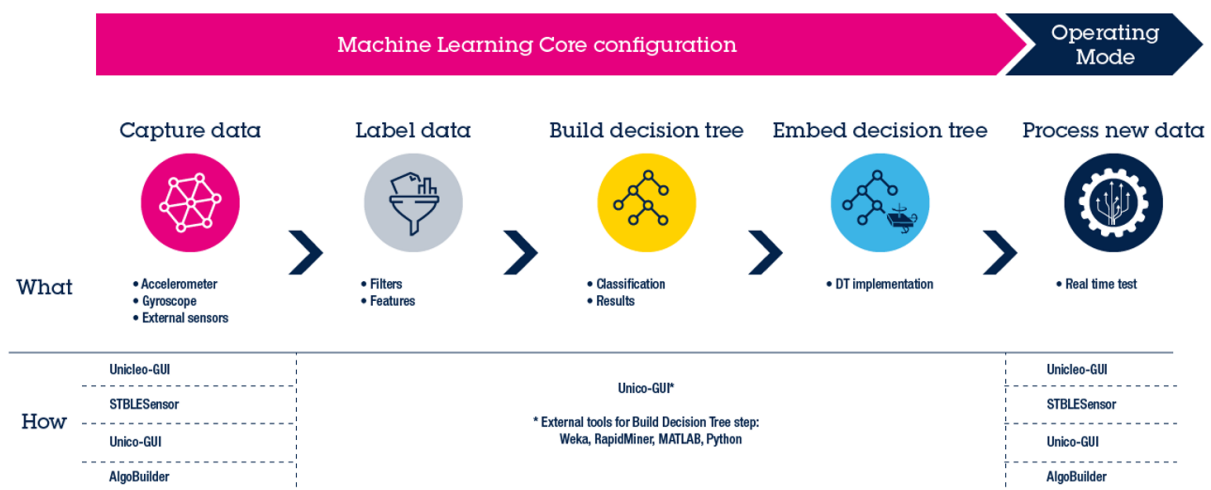 Machine Learning Core configuration
Operating
Mode
Capture data
Label data
Build decision tree
Embed decision tree
Process new data
What
• Accelerometer
• Gyroscope
• External sensors
• Filters
• Features
• Classification
• Results
• DT implementation
• Real time test
How
Unicleo-GUI
STBLESensor
Unico-GUI
AlgoBuilder
Unico-GUI*
* External tools for Build Decision Tree step:
Weka, RapidMiner, MATLAB, Python
Unicleo-GUI
STBLESensor
Unico-GUI
AlgoBuilder